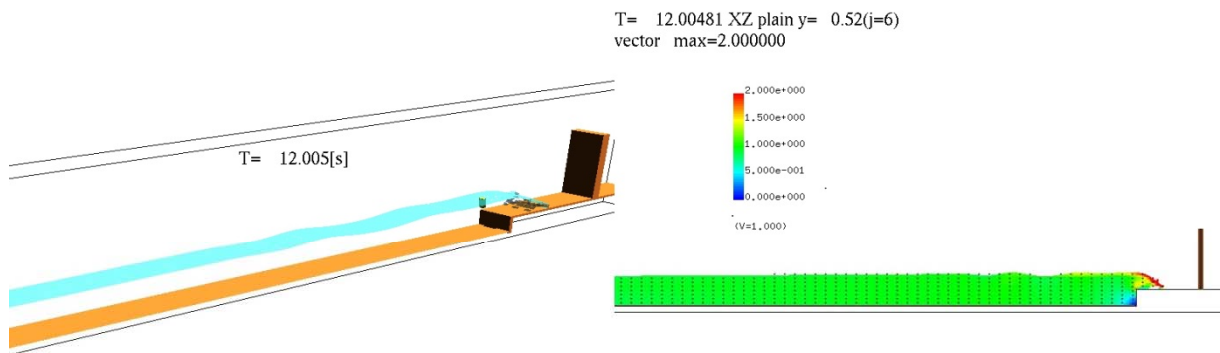 T=    12.00481 XZ plain y=   0.52(j=6)
vector   max=2.000000
2.000e+000
1.500e+000
1.000e+000
5.000e-001
0.000e+000
(V=1.000)
T=    12.005[s]